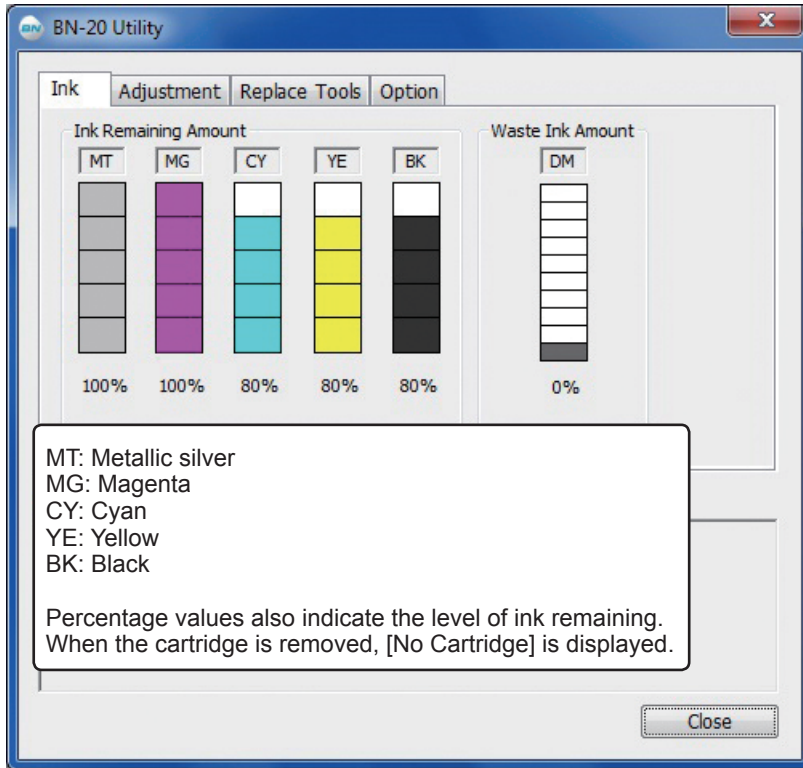 BN BN-20 Utility
X
Ink Adjustment Replace Tools Option
Ink Remaining Amount Waste Ink Amount
MT MG CY YE BK DM
100% 100% 80% 80% 80% 0%
MT: Metallic silver
MG: Magenta
CY: Cyan
YE: Yellow
BK: Black
Percentage values also indicate the level of ink remaining.
When the cartridge is removed, [No Cartridge] is displayed.
Close